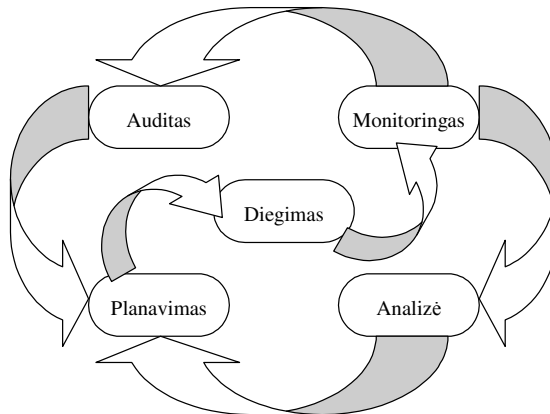 Auditas
Monitoringas
Diegimas
Planavimas
Analizė